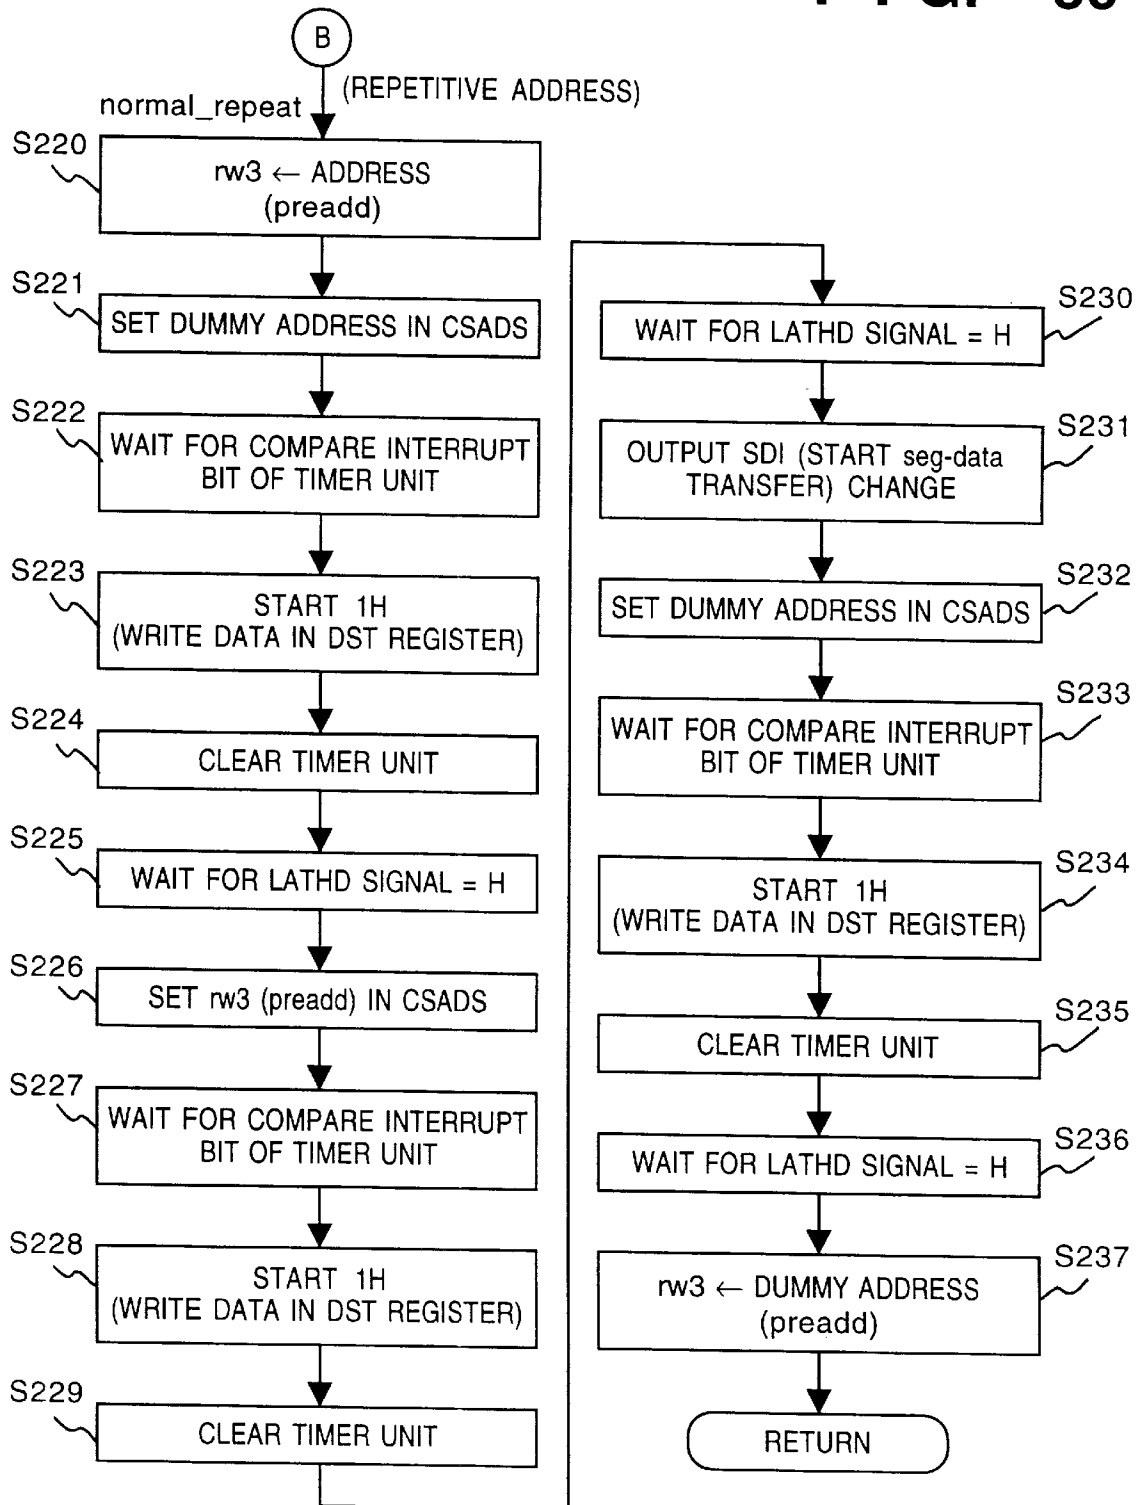 B
(REPETITIVE ADDRESS)
normal_repeat
S220
rw3 ← ADDRESS
(preadd)
S221
SET DUMMY ADDRESS IN CSADS
S222
WAIT FOR COMPARE INTERRUPT
BIT OF TIMER UNIT
S223
START 1H
(WRITE DATA IN DST REGISTER)
S224
CLEAR TIMER UNIT
S225
WAIT FOR LATHD SIGNAL = H
S226
SET rw3 (preadd) IN CSADS
S227
WAIT FOR COMPARE INTERRUPT
BIT OF TIMER UNIT
S228
START 1H
(WRITE DATA IN DST REGISTER)
S229
CLEAR TIMER UNIT
S230
WAIT FOR LATHD SIGNAL = H
S231
OUTPUT SDI (START seg-data
TRANSFER) CHANGE
S232
SET DUMMY ADDRESS IN CSADS
S233
WAIT FOR COMPARE INTERRUPT
BIT OF TIMER UNIT
S234
START 1H
(WRITE DATA IN DST REGISTER)
S235
CLEAR TIMER UNIT
S236
WAIT FOR LATHD SIGNAL = H
S237
rw3 ← DUMMY ADDRESS
(preadd)
RETURN